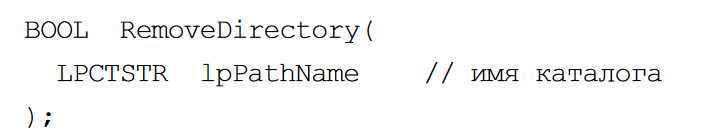 BOOL  RemoveDirectory(
  LPCTSTR  lpPathName    // имя каталога
);